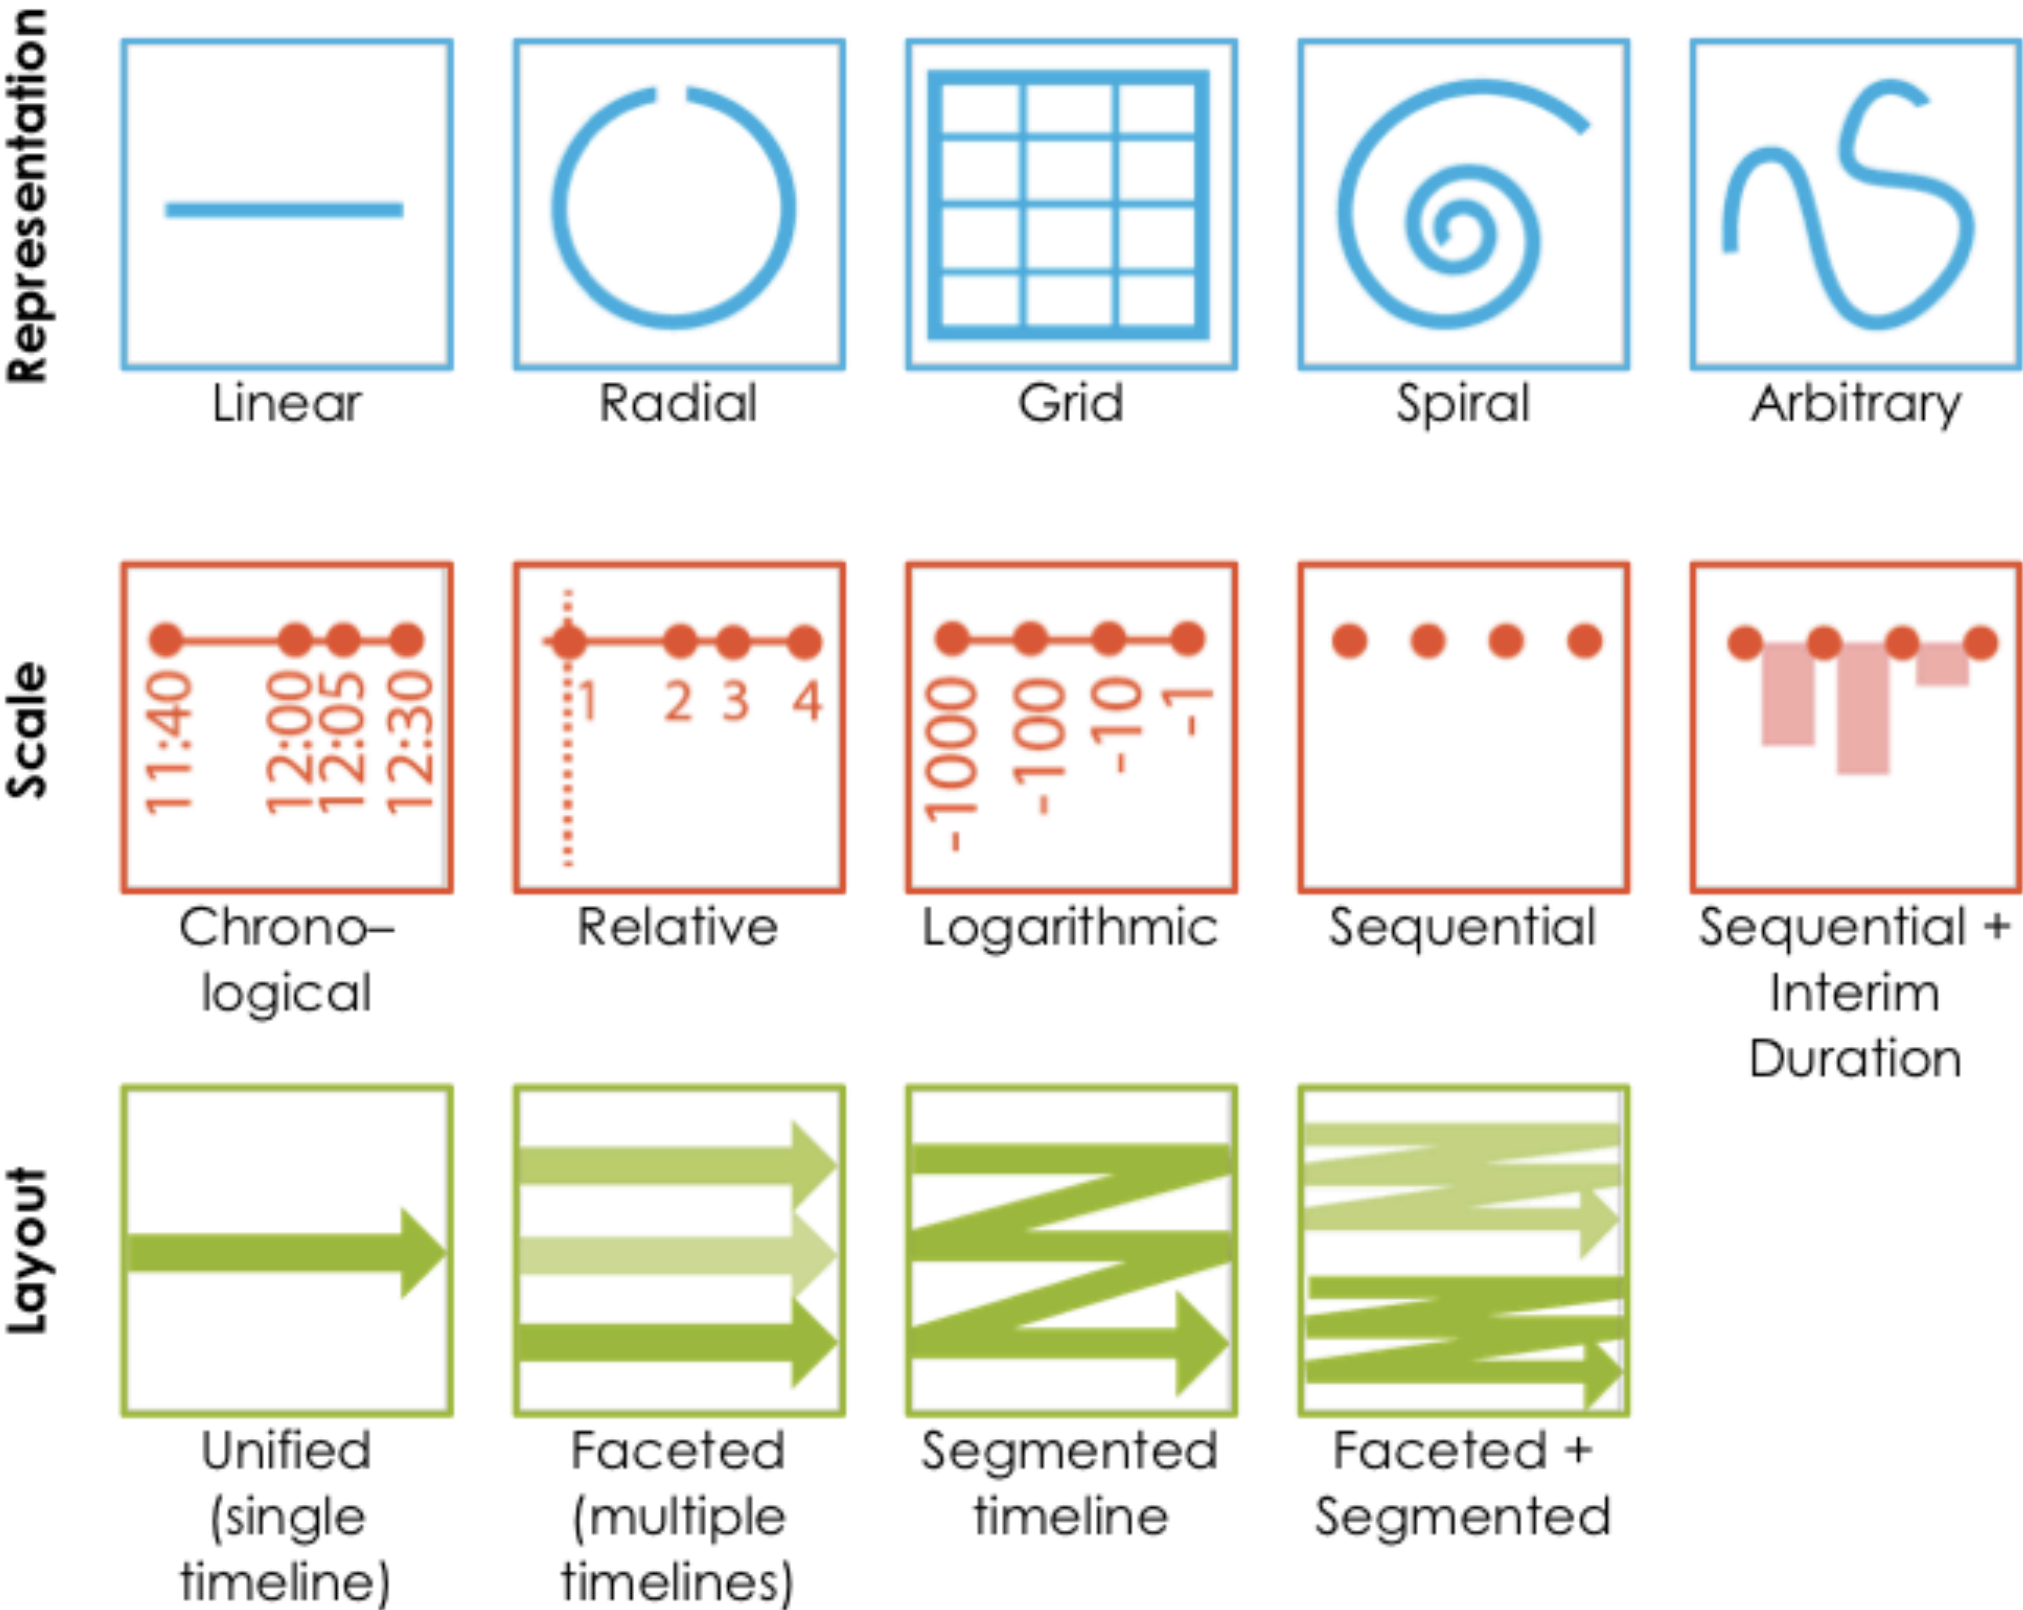 Representation
Linear
Radial
Grid
Spiral
Arbitrary
Scale
11:40
12:00
12:05
12:30
1
2
3
4
-1000
-100
-10
-1
Chrono–
logical
Relative
Logarithmic
Sequential
Sequential +
Interim
Duration
Layout
Unified
(single
timeline)
Faceted
(multiple
timelines)
Segmented
timeline
Faceted +
Segmented